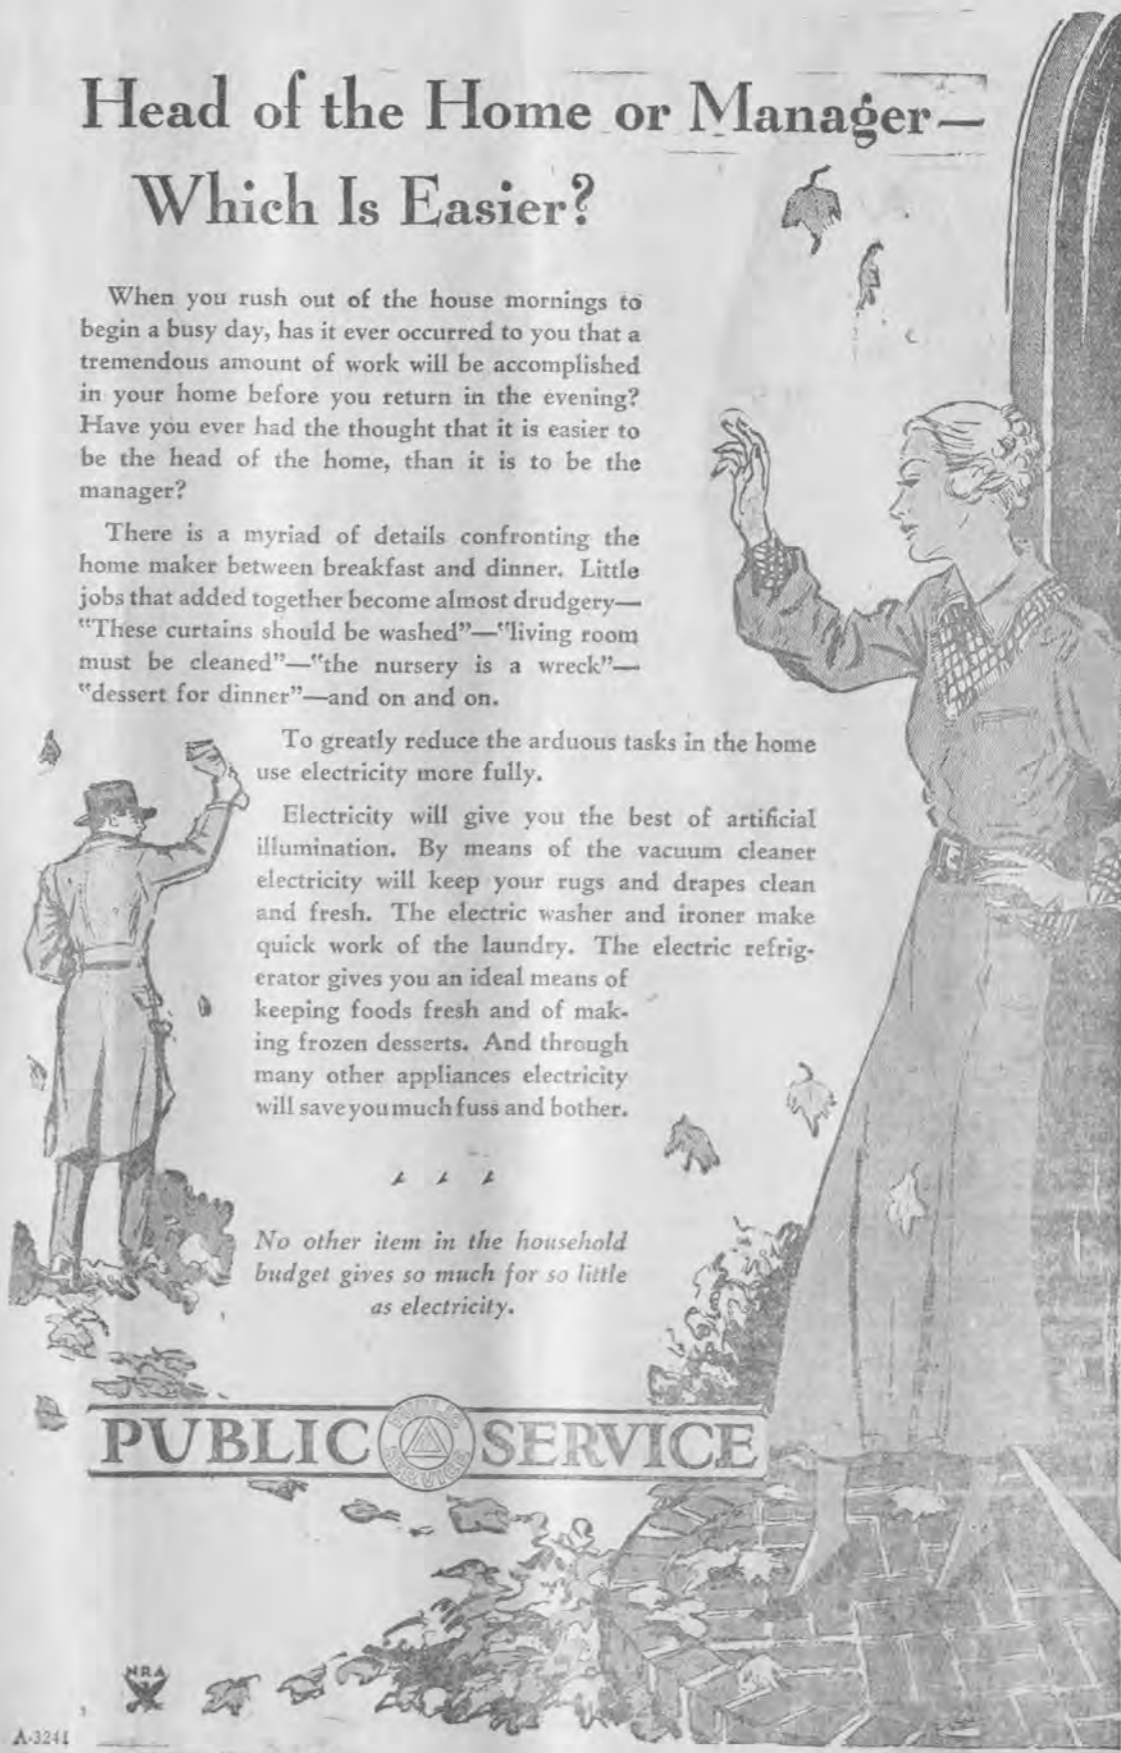 Head of the Home or Manager—
Which Is Easier?
When you rush out of the house mornings to
begin a busy day, has it ever occurred to you that a
tremendous amount of work will be accomplished
in your home before you return in the evening?
Have you ever had the thought that it is easier to
be the head of the home, than it is to be the
manager?
There is a myriad of details confronting the
home maker between breakfast and dinner. Little
jobs that added together become almost drudgery—
"These curtains should be washed"—"living room
must be cleaned"—"the nursery is a wreck"—
"dessert for dinner"—and on and on.
To greatly reduce the arduous tasks in the home
use electricity more fully.
Electricity will give you the best of artificial
illumination. By means of the vacuum cleaner
electricity will keep your rugs and drapes clean
and fresh. The electric washer and ironer make
quick work of the laundry. The electric refrig-
erator gives you an ideal means of
keeping foods fresh and of mak-
ing frozen desserts. And through
many other appliances electricity
will save you much fuss and bother.
No other item in the household
budget gives so much for so little
as electricity.
PUBLIC PUBLIC SERVICE SERVICE
NRA
A-3241